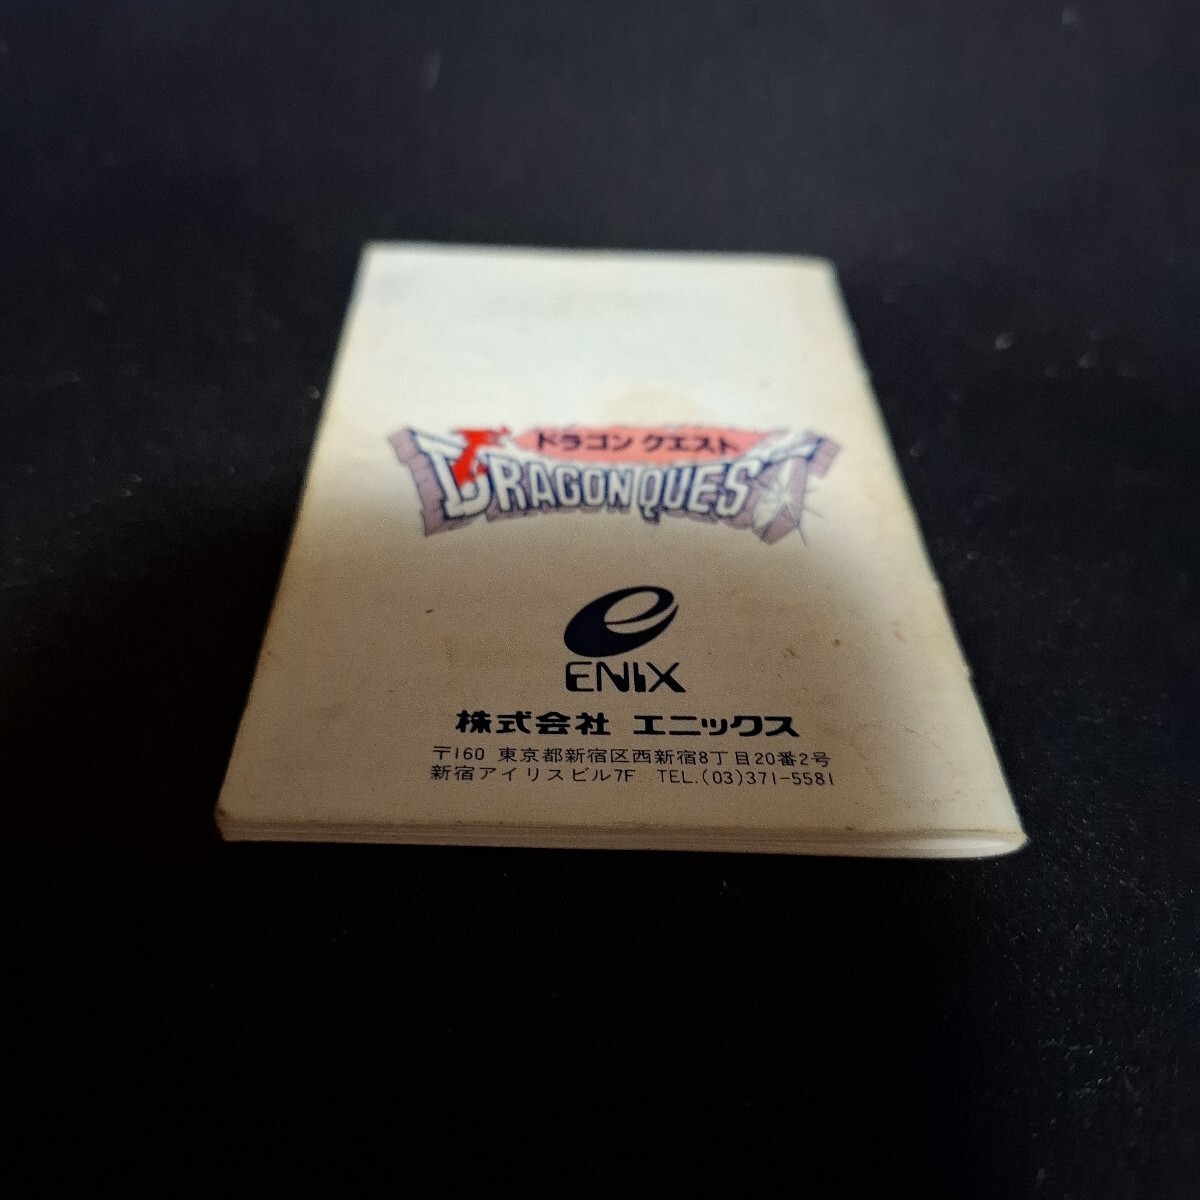 ドラゴン クエスト
DRAGON QUEST
e
ENIX
株式会社 エニックス
〒160 東京都新宿区西新宿8丁目20番2号
新宿アイリスビル7F TEL.(03)371-5581